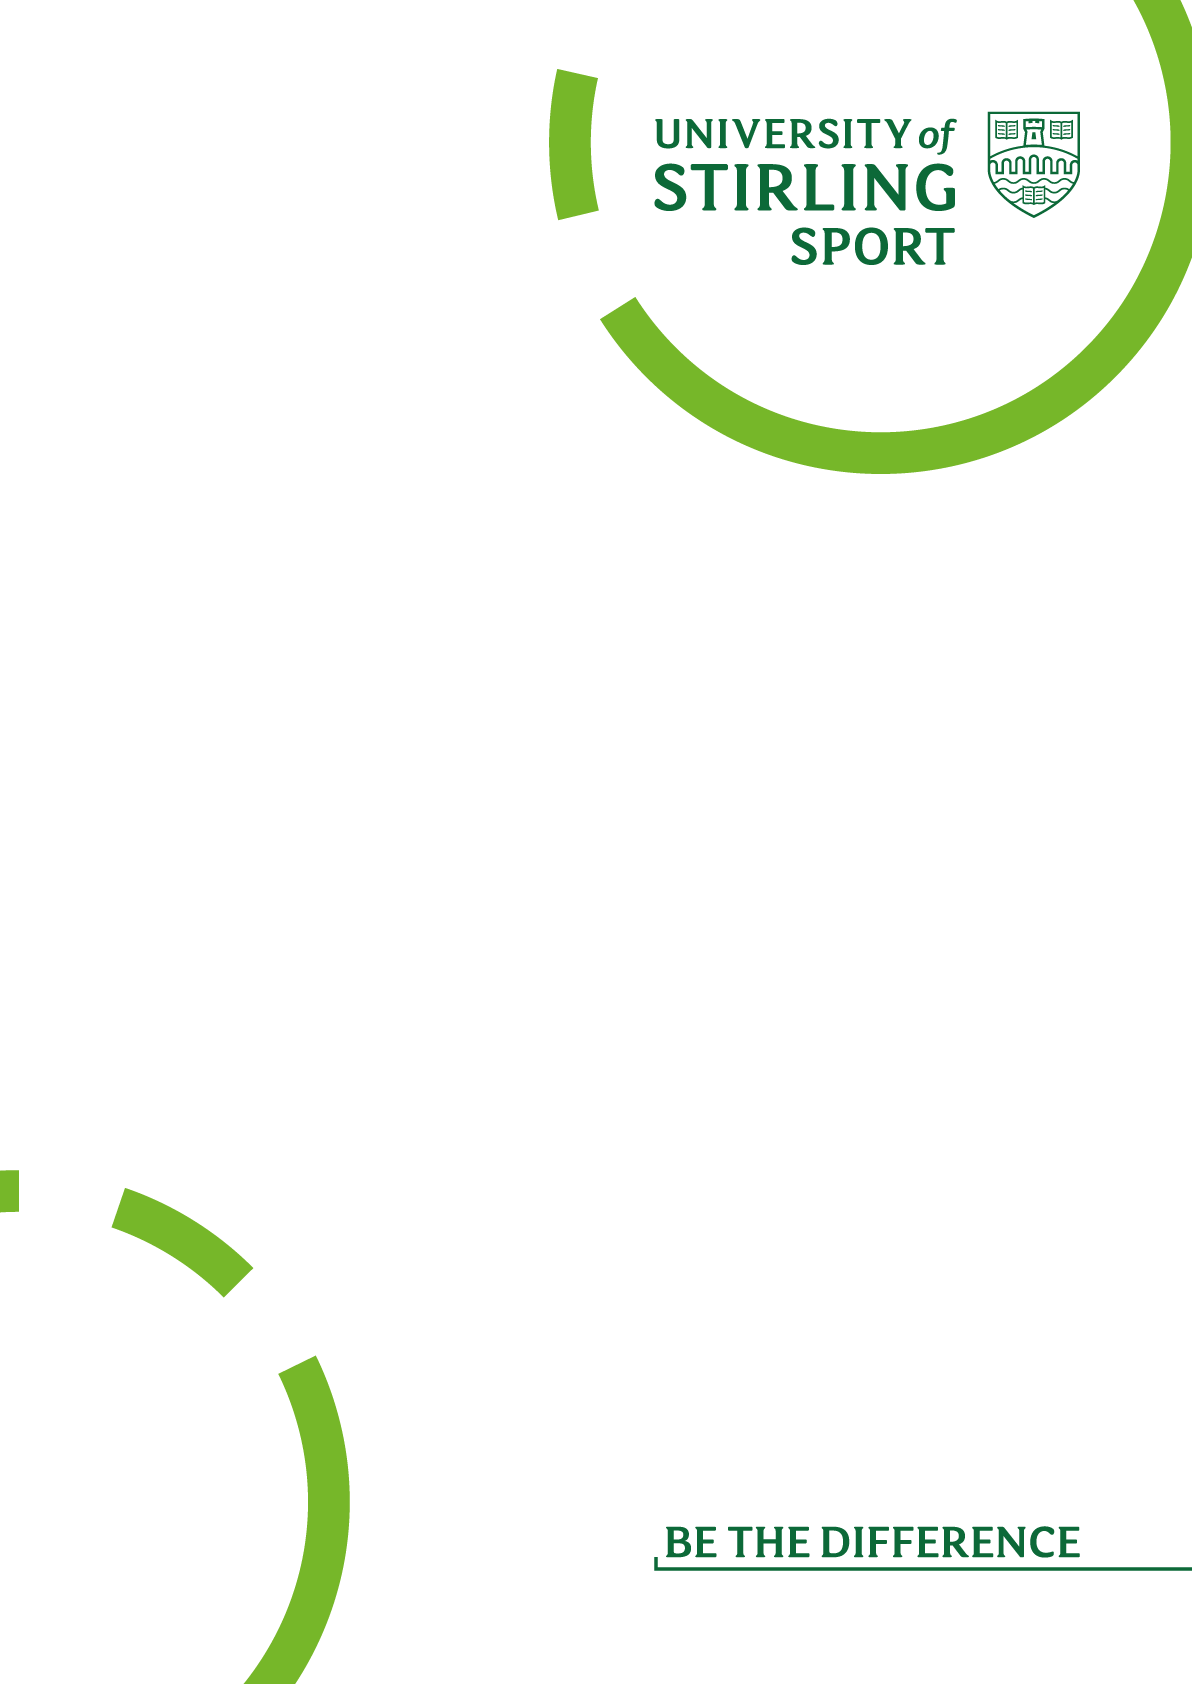 UNIVERSITY of
STIRLING
SPORT
BE THE DIFFERENCE